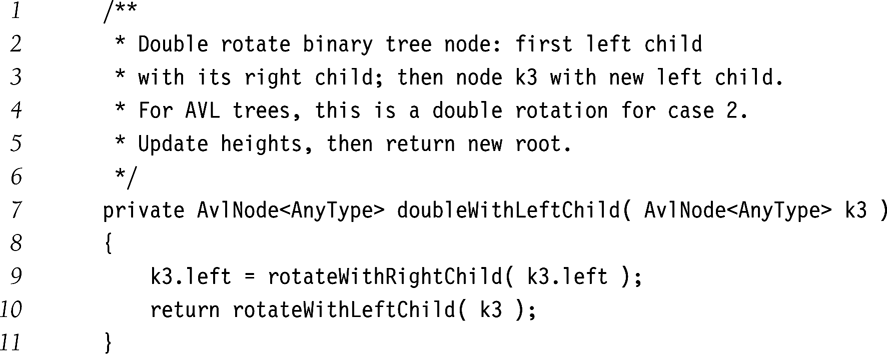 1 /**
2 * Double rotate binary tree node: first left child
3 * with its right child; then node k3 with new left child.
4 * For AVL trees, this is a double rotation for case 2.
5 * Update heights, then return new root.
6 */
7 private AvlNode<AnyType> doubleWithLeftChild( AvlNode<AnyType> k3 )
8 {
9 k3.left = rotateWithRightChild( k3.left );
10 return rotateWithLeftChild( k3 );
11 }